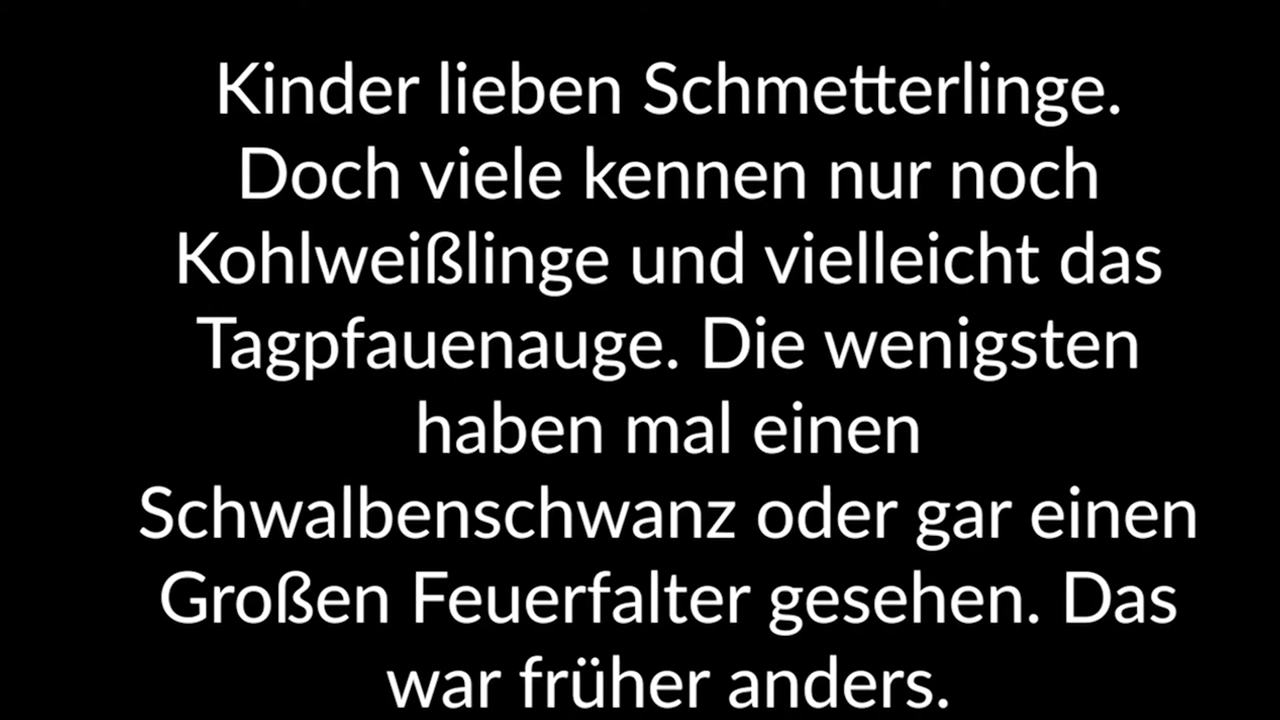 Kinder lieben Schmetterlinge.
Doch viele kennen nur noch
Kohlweißlinge und vielleicht das
Tagpfauenauge. Die wenigsten
haben mal einen
Schwalbenschwanz oder gar einen
Großen Feuerfalter gesehen. Das
war früher anders.